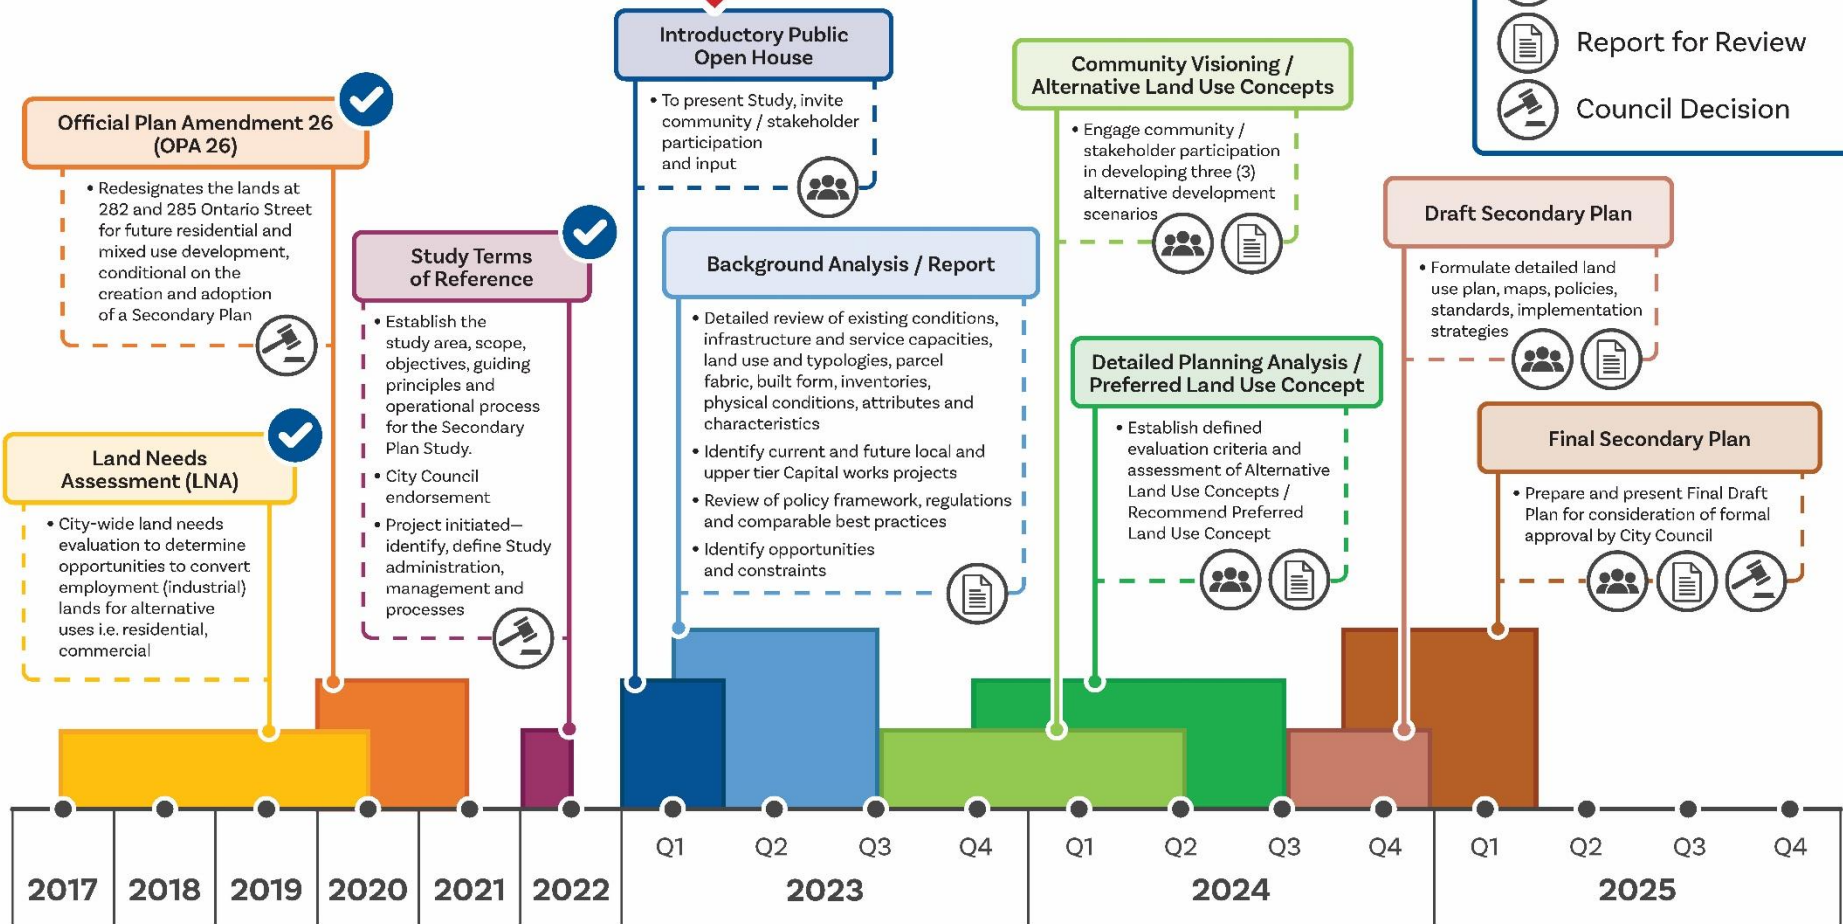 Report for Review
Council Decision
Official Plan Amendment 26
(OPA 26)
• Redesignates the lands at
282 and 285 Ontario Street
for future residential and
mixed use development,
conditional on the
creation and adoption
of a Secondary Plan
Land Needs
Assessment (LNA)
• City-wide land needs
evaluation to determine
opportunities to convert
employment (industrial)
lands for alternative
uses i.e. residential,
commercial
Study Terms
of Reference
• Establish the
study area, scope,
objectives, guiding
principles and
operational process
for the Secondary
Plan Study.
• City Council
endorsement
• Project initiated—
identify, define Study
administration,
management and
processes
Introductory Public
Open House
• To present Study, invite
community / stakeholder
participation
and input
Background Analysis / Report
• Detailed review of existing conditions,
infrastructure and service capacities,
land use and typologies, parcel
fabric, built form, inventories,
physical conditions, attributes and
characteristics
• Identify current and future local and
upper tier Capital works projects
• Review of policy framework, regulations
and comparable best practices
• Identify opportunities
and constraints
Community Visioning /
Alternative Land Use Concepts
• Engage community /
stakeholder participation
in developing three (3)
alternative development
scenarios
Detailed Planning Analysis /
Preferred Land Use Concept
• Establish defined
evaluation criteria and
assessment of Alternative
Land Use Concepts /
Recommend Preferred
Land Use Concept
Draft Secondary Plan
• Formulate detailed land
use plan, maps, policies,
standards, implementation
strategies
Final Secondary Plan
• Prepare and present Final Draft
Plan for consideration of formal
approval by City Council
Q1 Q2 Q3 Q4 Q1 Q2 Q3 Q4 Q1 Q2 Q3 Q4
2017 2018 2019 2020 2021 2022 2023 2024 2025